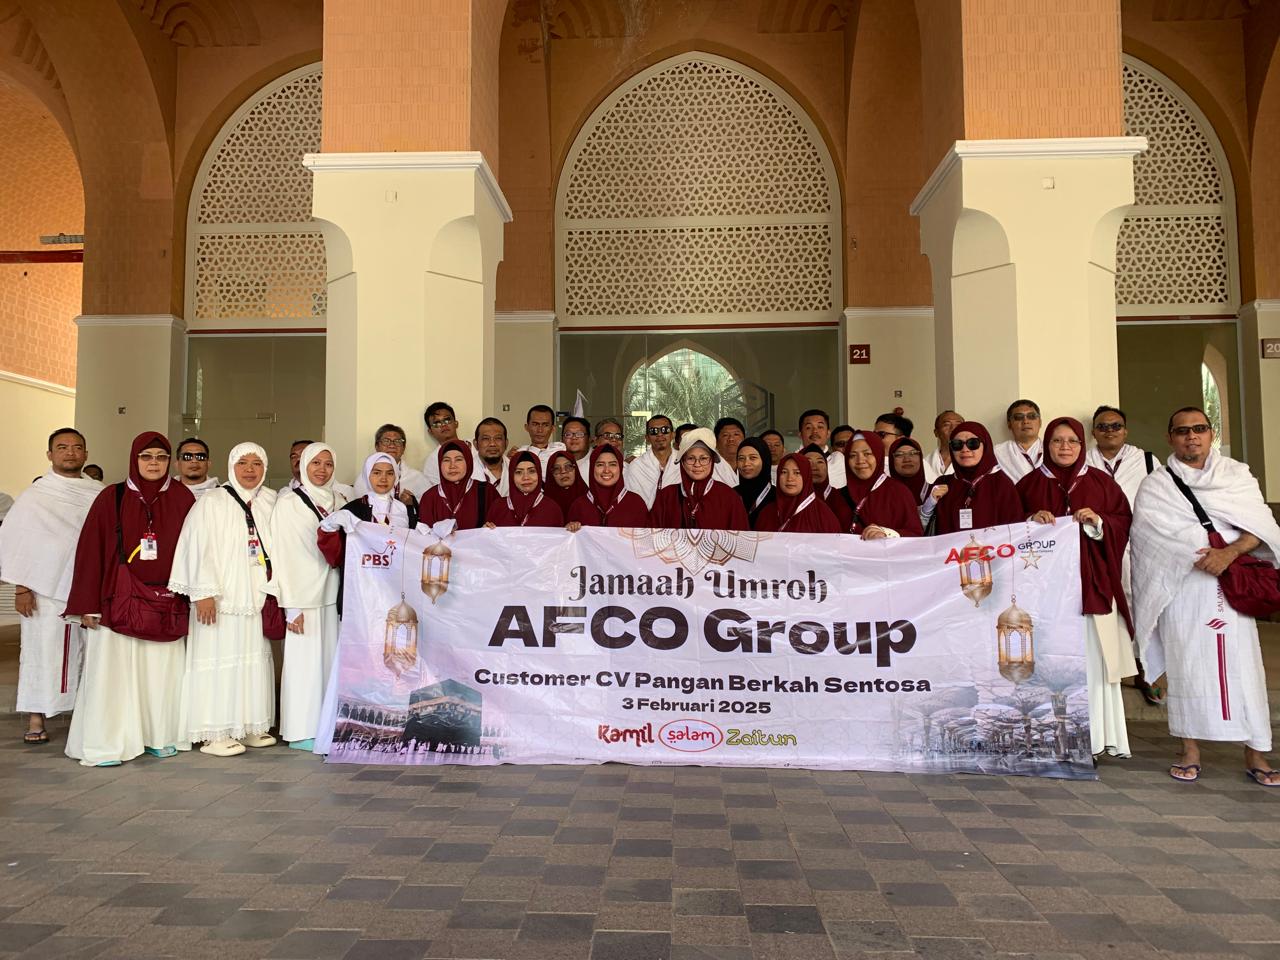 21
20
PBS
AFCO GROUP
Jamaah Umroh
AFCO Group
Customer CV Pangan Berkah Sentosa
3 Februari 2025
Kamil salam Zaitun